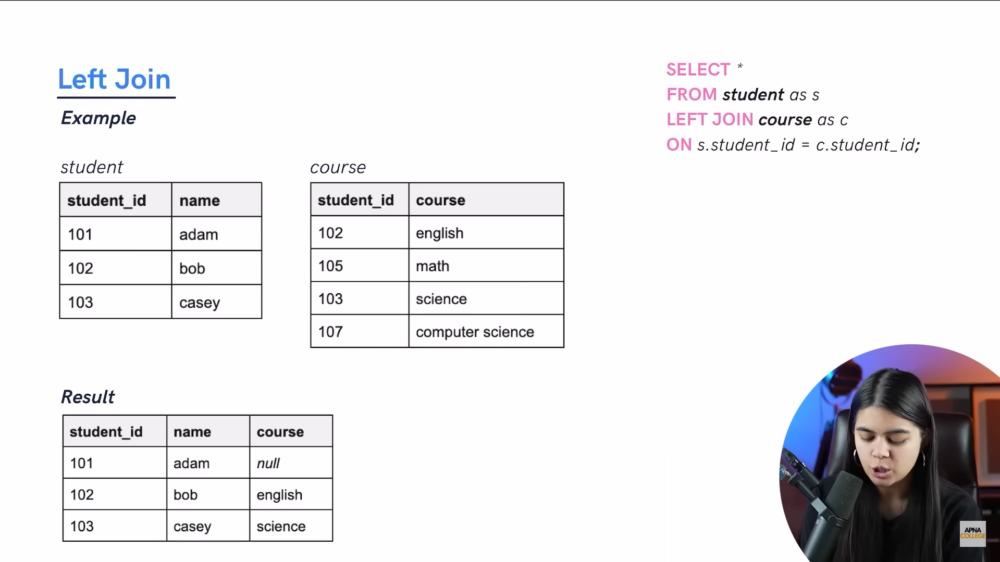 Left Join
Example
SELECT *
FROM student as s
LEFT JOIN course as c
ON s.student_id = c.student_id;
student
student_id name
101 adam
102 bob
103 casey
course
student_id course
102 english
105 math
103 science
107 computer science
Result
student_id name course
101 adam null
102 bob english
103 casey science
APNA
COLLEGE